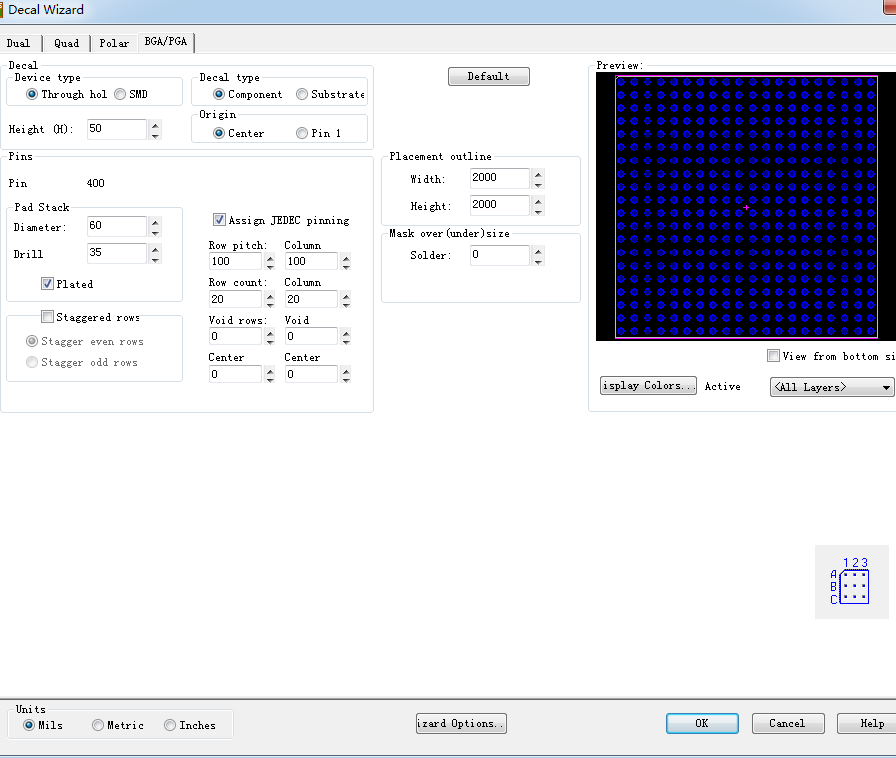 Decal Wizard
Dual Quad Polar BGA/PGA
Decal
Device type
Through hol SMD
Height (H): 50
Decal type
Component Substrate
Origin
Center Pin 1
Default
Preview:
Pins
Pin 400
Pad Stack
Diameter: 60
Drill 35
Plated
Staggered rows
Stagger even rows
Stagger odd rows
Assign JEDEC pinning
Row pitch: Column
100 100
Row count: Column
20 20
Void rows: Void
0 0
Center Center
0 0
Placement outline
Width: 2000
Height: 2000
Mask over(under)size
Solder: 0
View from bottom si
isplay Colors... Active <All Layers>
1 2 3
A
B
C
Units
Mils Metric Inches
izard Options..
OK Cancel Help